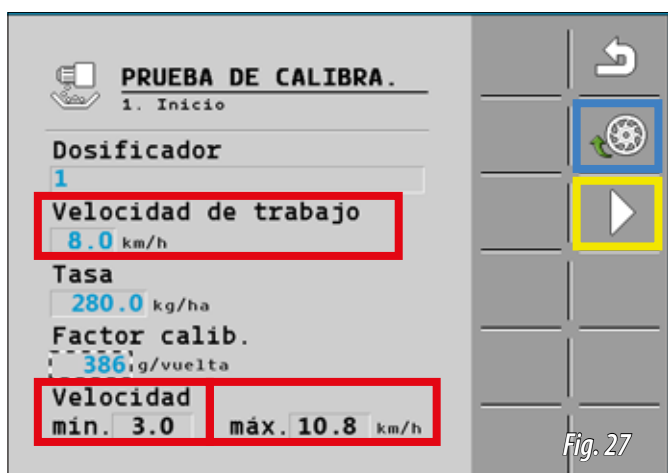 PRUEBA DE CALIBRA.
1. Inicio
Dosificador
1
Velocidad de trabajo
8.0 km/h
Tasa
280.0 kg/ha
Factor calib.
386 g/vuelta
Velocidad
mín. 3.0 máx. 10.8 km/h
Fig. 27